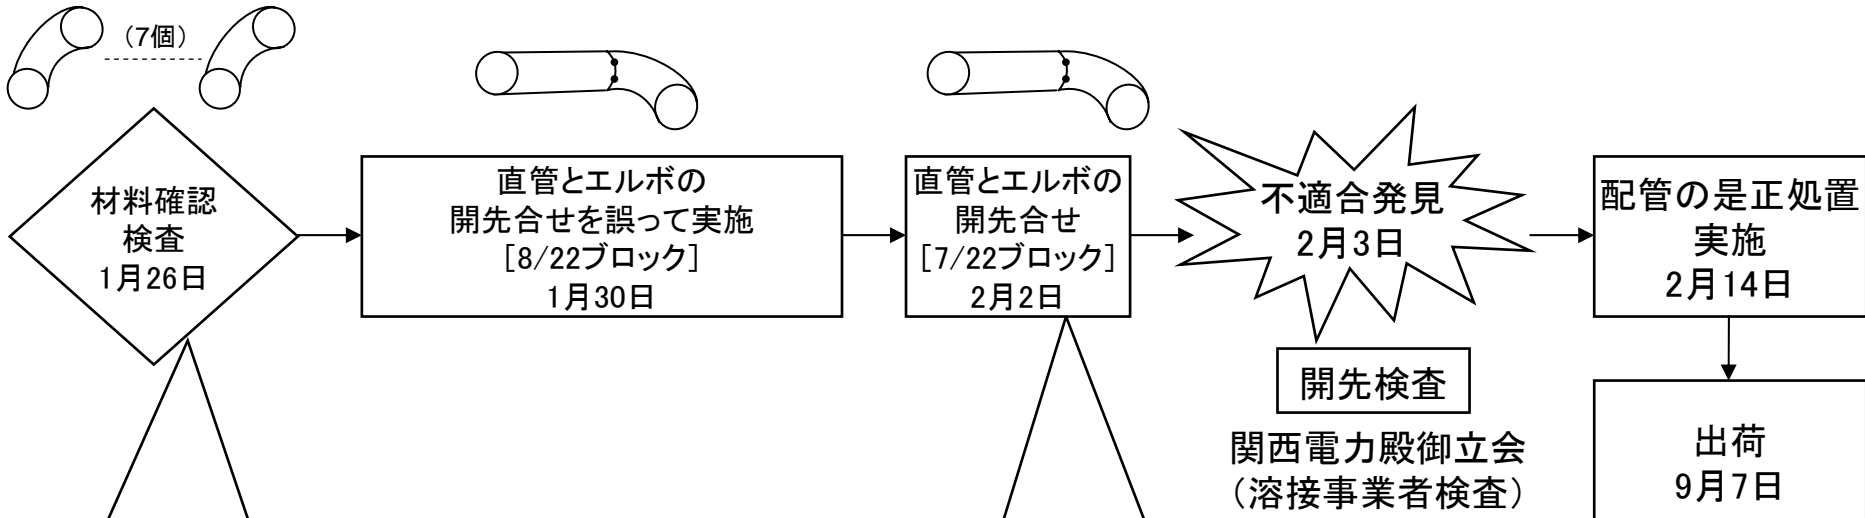 （7個）
材料確認
検査
1月26日
直管とエルボの
開先合せを誤って実施
［8/22ブロック］
1月30日
直管とエルボの
開先合せ
［7/22ブロック］
2月2日
不適合発見
2月3日
開先検査
関西電力殿御立会
（溶接事業者検査）
配管の是正処置
実施
2月14日
出荷
9月7日